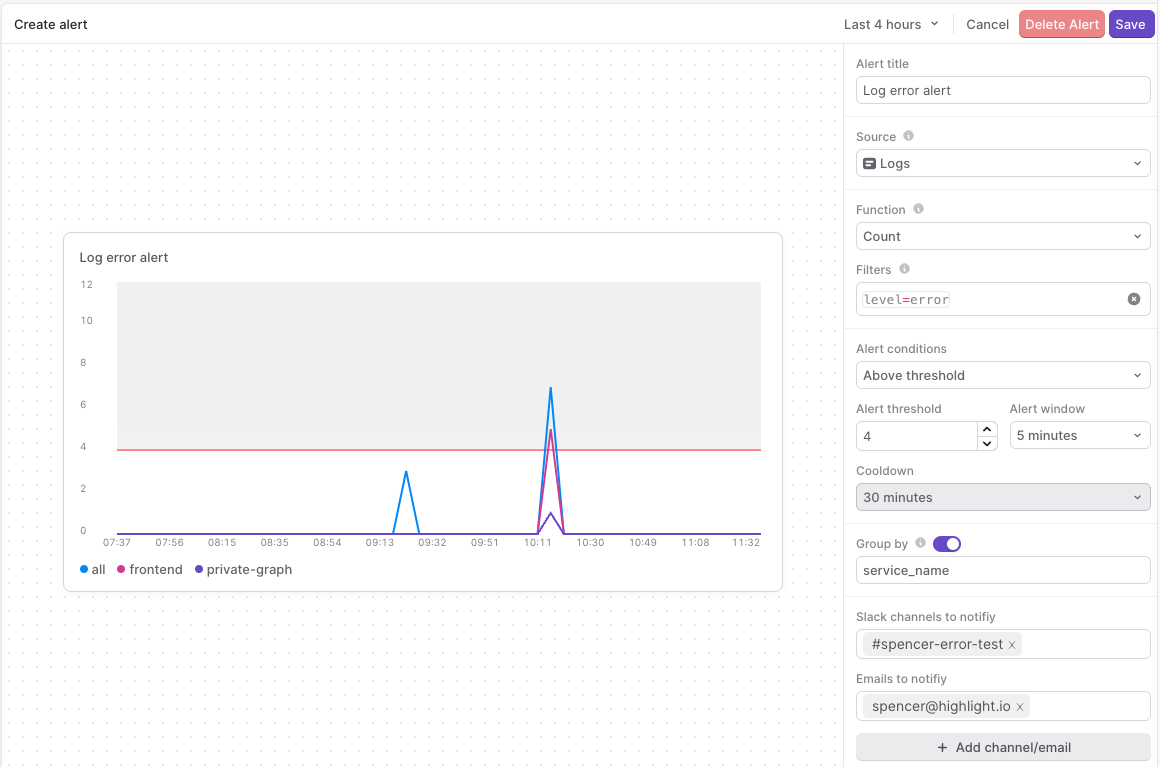 Create alert
Last 4 hours
Cancel
Delete Alert
Save
Log error alert
12
10
8
6
4
2
0
07:37 07:56 08:15 08:35 08:54 09:13 09:32 09:51 10:11 10:30 10:49 11:08 11:32
all frontend private-graph
Alert title
Log error alert
Source
Logs
Function
Count
Filters
level=error
Alert conditions
Above threshold
Alert threshold Alert window
4 5 minutes
Cooldown
30 minutes
Group by
service_name
Slack channels to notifiy
#spencer-error-test x
Emails to notifiy
spencer@highlight.io x
+ Add channel/email